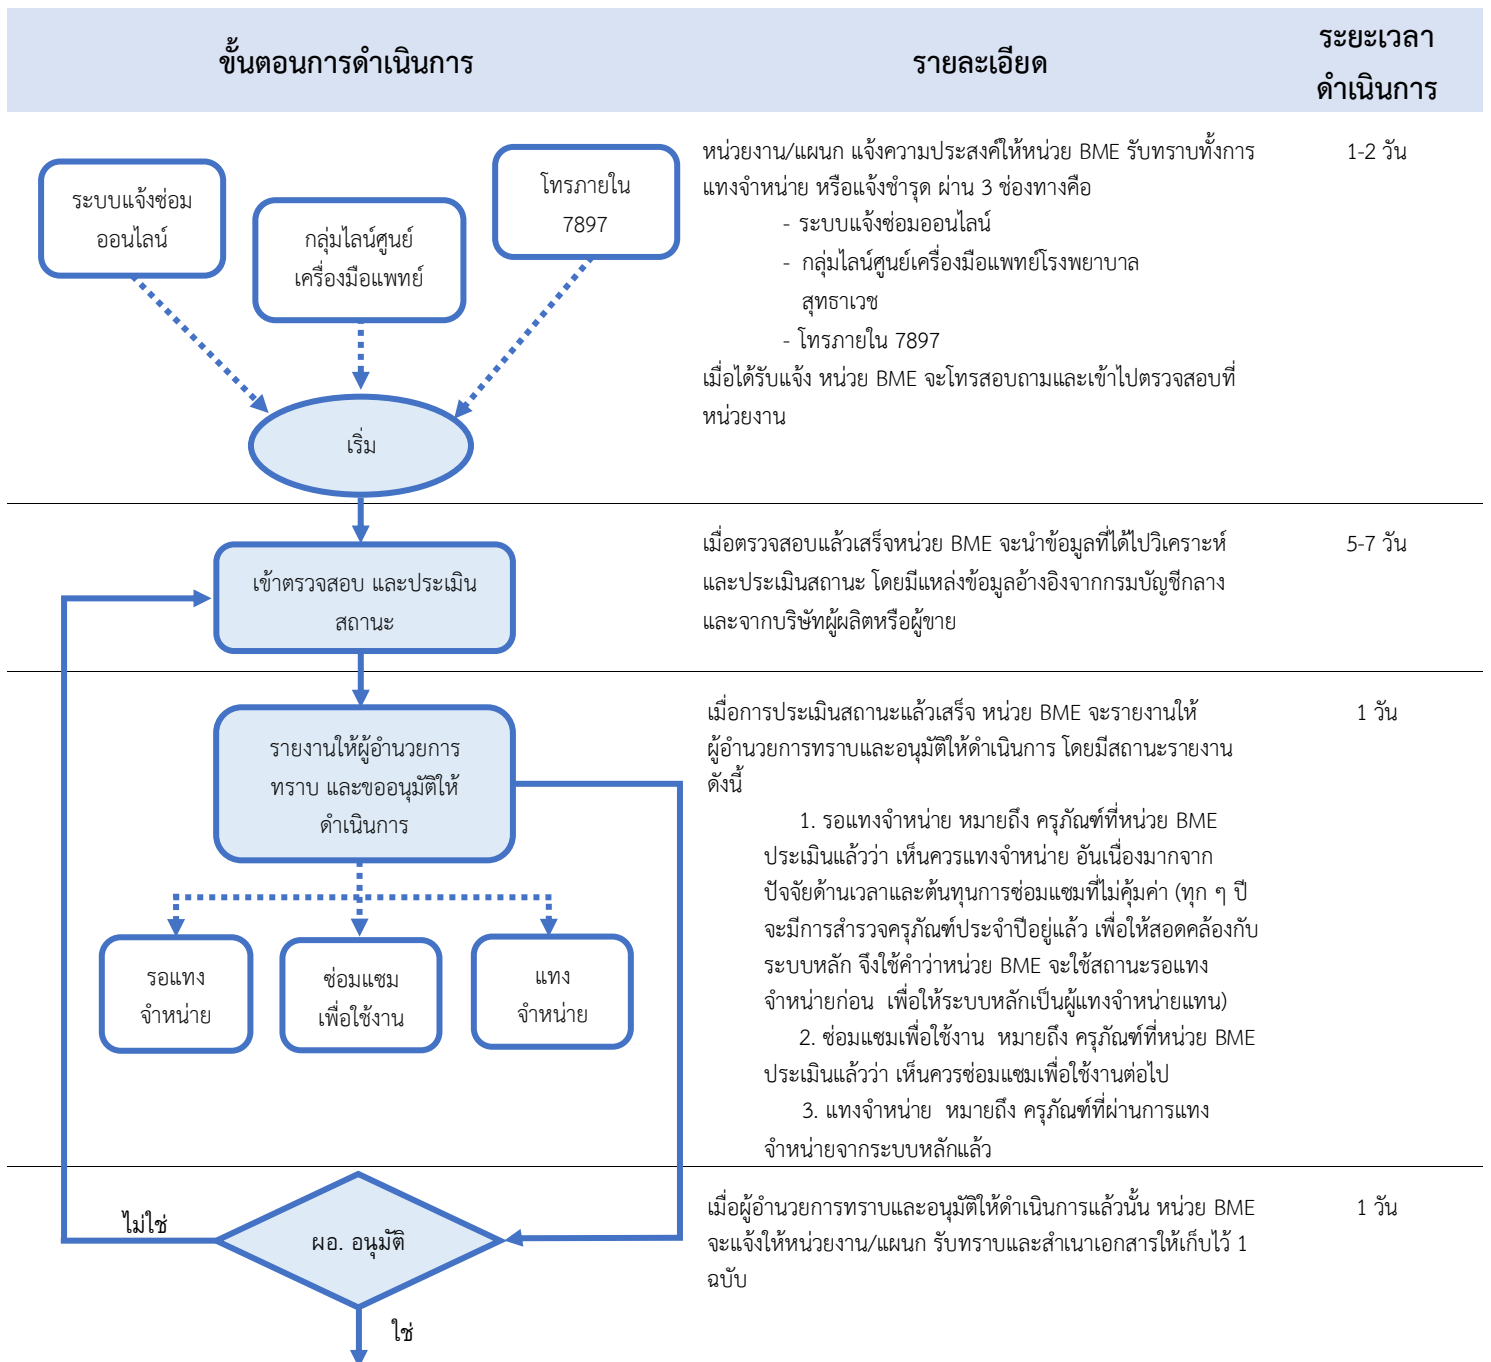 ขั้นตอนการดำเนินการ
รายละเอียด
ระยะเวลา
ดำเนินการ
ระบบแจ้งซ่อม
ออนไลน์
กลุ่มไลน์ศูนย์
เครื่องมือแพทย์
โทรภายใน
7897
เริ่ม
หน่วยงาน/แผนก แจ้งความประสงค์ให้หน่วย BME รับทราบทั้งการ
แทงจำหน่าย หรือแจ้งชำรุด ผ่าน 3 ช่องทางคือ
- ระบบแจ้งซ่อมออนไลน์
- กลุ่มไลน์ศูนย์เครื่องมือแพทย์โรงพยาบาล
สุทธาเวช
- โทรภายใน 7897
เมื่อได้รับแจ้ง หน่วย BME จะโทรสอบถามและเข้าไปตรวจสอบที่
หน่วยงาน
1-2 วัน
เข้าตรวจสอบ และประเมิน
สถานะ
เมื่อตรวจสอบแล้วเสร็จหน่วย BME จะนำข้อมูลที่ได้ไปวิเคราะห์
และประเมินสถานะ โดยมีแหล่งข้อมูลอ้างอิงจากกรมบัญชีกลาง
และจากบริษัทผู้ผลิตหรือผู้ขาย
5-7 วัน
รายงานให้ผู้อำนวยการ
ทราบ และขออนุมัติให้
ดำเนินการ
รอแทง
จำหน่าย
ซ่อมแซม
เพื่อใช้งาน
แทง
จำหน่าย
เมื่อการประเมินสถานะแล้วเสร็จ หน่วย BME จะรายงานให้
ผู้อำนวยการทราบและอนุมัติให้ดำเนินการ โดยมีสถานะรายงาน
ดังนี้
1. รอแทงจำหน่าย หมายถึง ครุภัณฑ์ที่หน่วย BME
ประเมินแล้วว่า เห็นควรแทงจำหน่าย อันเนื่องมากจาก
ปัจจัยด้านเวลาและต้นทุนการซ่อมแซมที่ไม่คุ้มค่า (ทุก ๆ ปี
จะมีการสำรวจครุภัณฑ์ประจำปีอยู่แล้ว เพื่อให้สอดคล้องกับ
ระบบหลัก จึงใช้คำว่าหน่วย BME จะใช้สถานะรอแทง
จำหน่ายก่อน เพื่อให้ระบบหลักเป็นผู้แทงจำหน่ายแทน)
2. ซ่อมแซมเพื่อใช้งาน หมายถึง ครุภัณฑ์ที่หน่วย BME
ประเมินแล้วว่า เห็นควรซ่อมแซมเพื่อใช้งานต่อไป
3. แทงจำหน่าย หมายถึง ครุภัณฑ์ที่ผ่านการแทง
จำหน่ายจากระบบหลักแล้ว
1 วัน
ไม่ใช่
ผอ. อนุมัติ
ใช่
เมื่อผู้อำนวยการทราบและอนุมัติให้ดำเนินการแล้วนั้น หน่วย BME
จะแจ้งให้หน่วยงาน/แผนก รับทราบและสำเนาเอกสารให้เก็บไว้ 1
ฉบับ
1 วัน